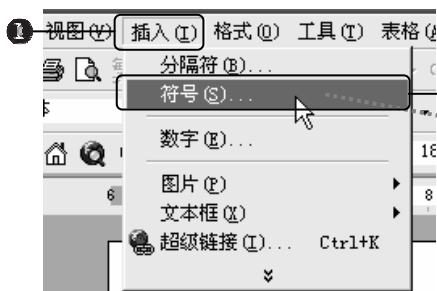 ❶ 视图(V) 插入(I) 格式(O) 工具(T) 表格(A
分隔符(B)...
符号(S)...
数字(E)...
18
图片(P)
6 8
文本框(X)
超级链接(I)... Ctrl+K